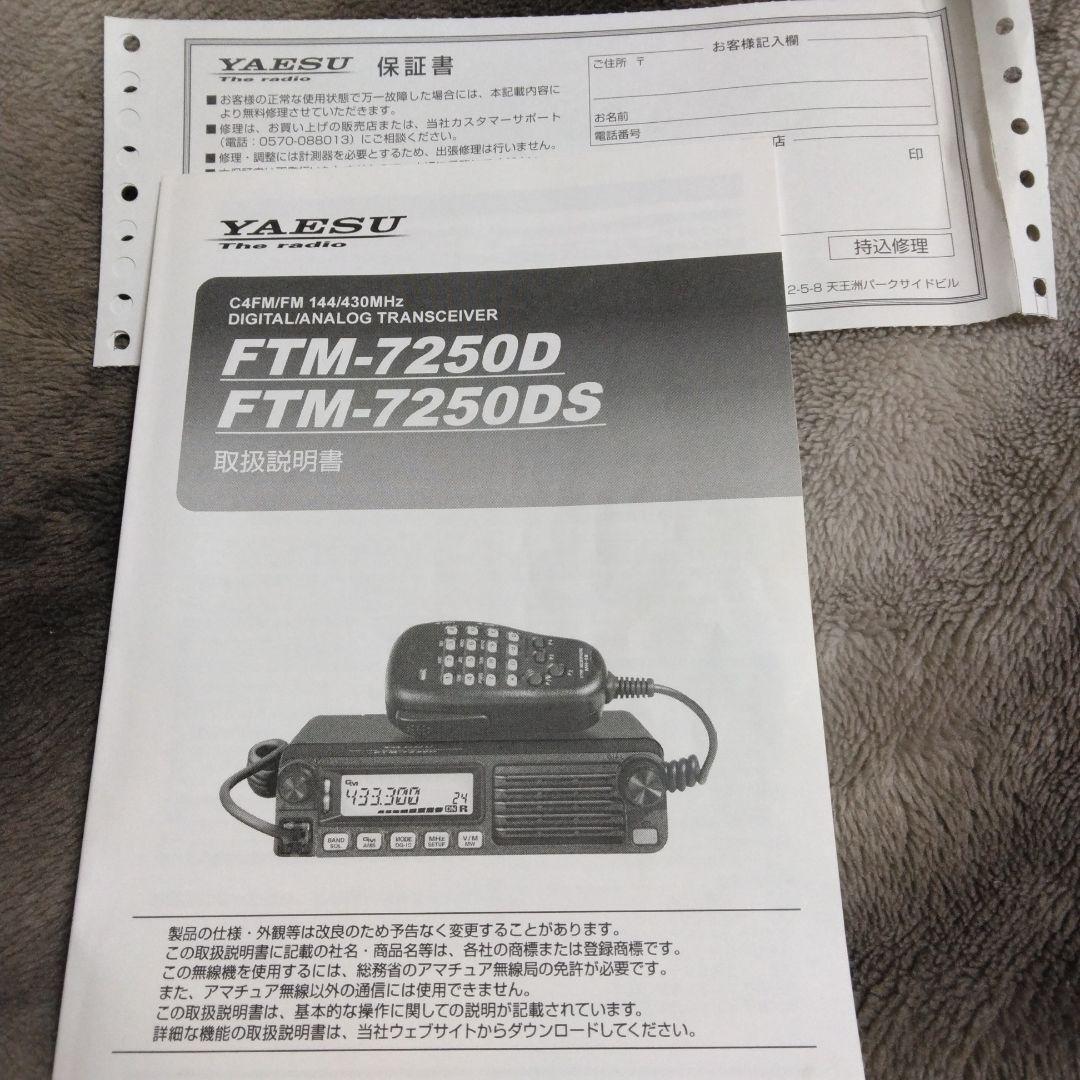 YAESU
The radio
保証書
■お客様の正常な使用状態で万一故障した場合には、本記載内容に
より無料修理させていただきます。
■修理は、お買い上げの販売店または、当社カスタマーサポート
（電話：0570-088013）にご相談ください。
■修理・調整には計測器を必要とするため、出張修理は行いません。
お客様記入欄
ご住所 〒
お名前
電話番号
店
印
持込修理
2-5-8 天王洲パークサイドビル
YAESU
The radio
C4FM/FM 144/430MHz
DIGITAL/ANALOG TRANSCEIVER
FTM-7250D
FTM-7250DS
取扱説明書
YAESU
433.300
24
DN R
BAND
SQL
GM
AMS
MODE
MHz
SETUP
V/M
MW
製品の仕様・外観等は改良のため予告なく変更することがあります。
この取扱説明書に記載の社名・商品名等は、各社の商標または登録商標です。
この無線機を使用するには、総務省のアマチュア無線局の免許が必要です。
また、アマチュア無線以外の通信には使用できません。
この取扱説明書は、基本的な操作に関しての説明が記載されています。
詳細な機能の取扱説明書は、当社ウェブサイトからダウンロードしてください。